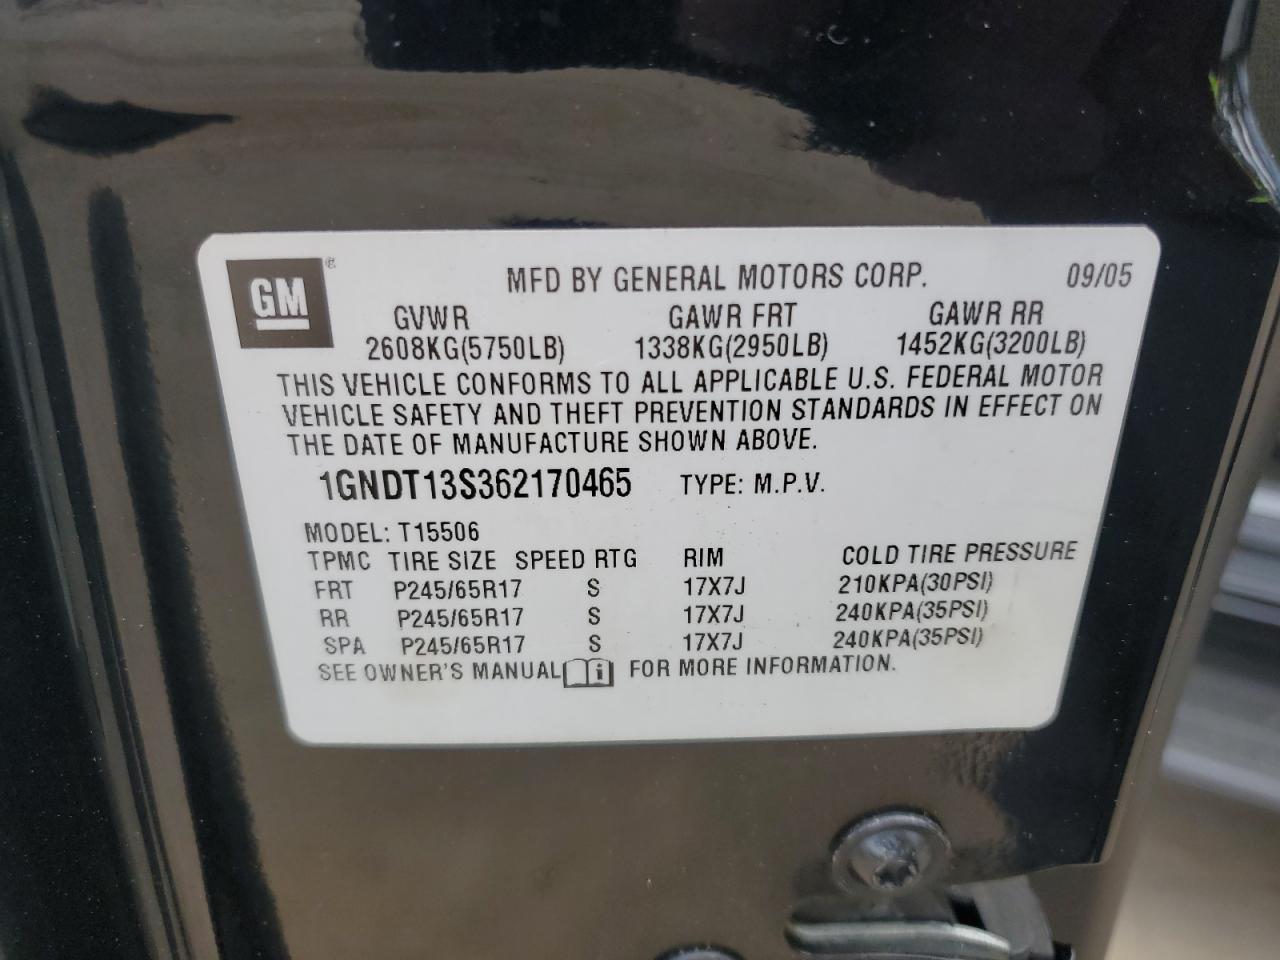 GM
MFD BY GENERAL MOTORS CORP. 09/05
GVWR GAWR FRT GAWR RR
2608KG(5750LB) 1338KG(2950LB) 1452KG(3200LB)
THIS VEHICLE CONFORMS TO ALL APPLICABLE U.S. FEDERAL MOTOR
VEHICLE SAFETY AND THEFT PREVENTION STANDARDS IN EFFECT ON
THE DATE OF MANUFACTURE SHOWN ABOVE.
1GNDT13S362170465 TYPE: M.P.V.
MODEL: T15506
TPMC TIRE SIZE SPEED RTG RIM COLD TIRE PRESSURE
FRT P245/65R17 S 17X7J 210KPA(30PSI)
RR P245/65R17 S 17X7J 240KPA(35PSI)
SPA P245/65R17 S 17X7J 240KPA(35PSI)
SEE OWNER'S MANUAL i FOR MORE INFORMATION.